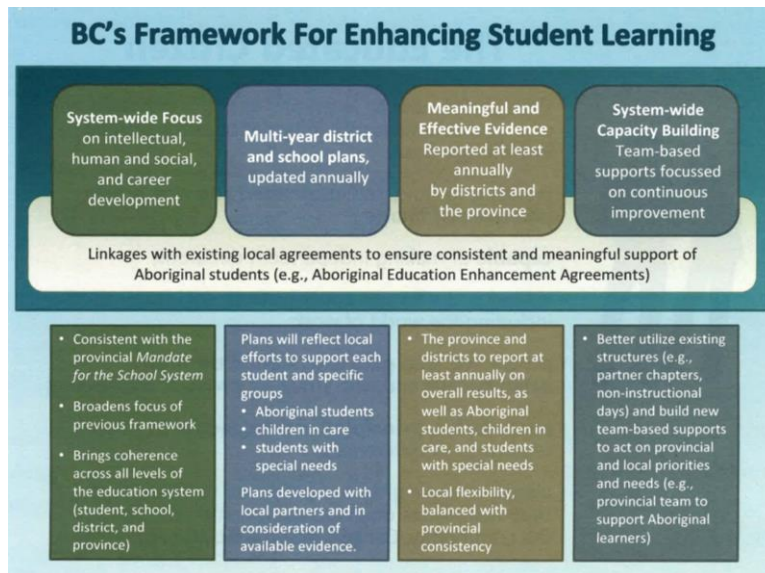 BC's Framework For Enhancing Student Learning
System-wide Focus
on intellectual,
human and social,
and career
development
Multi-year district
and school plans,
updated annually
Meaningful and
Effective Evidence
Reported at least
annually
by districts and
the province
System-wide
Capacity Building
Team-based
supports focussed
on continuous
improvement
Linkages with existing local agreements to ensure consistent and meaningful support of
Aboriginal students (e.g., Aboriginal Education Enhancement Agreements)
• Consistent with the
provincial Mandate
for the School System
• Broadens focus of
previous framework
• Brings coherence
across all levels of
the education system
(student, school,
district, and
province)
Plans will reflect local
efforts to support each
student and specific
groups
• Aboriginal students
• children in care
• students with
special needs
Plans developed with
local partners and in
consideration of
available evidence.
• The province and
districts to report at
least annually on
overall results, as
well as Aboriginal
students, children in
care, and students
with special needs
• Local flexibility,
balanced with
provincial
consistency
• Better utilize existing
structures (e.g.,
partner chapters,
non-instructional
days) and build new
team-based supports
to act on provincial
and local priorities
and needs (e.g.,
provincial team to
support Aboriginal
learners)